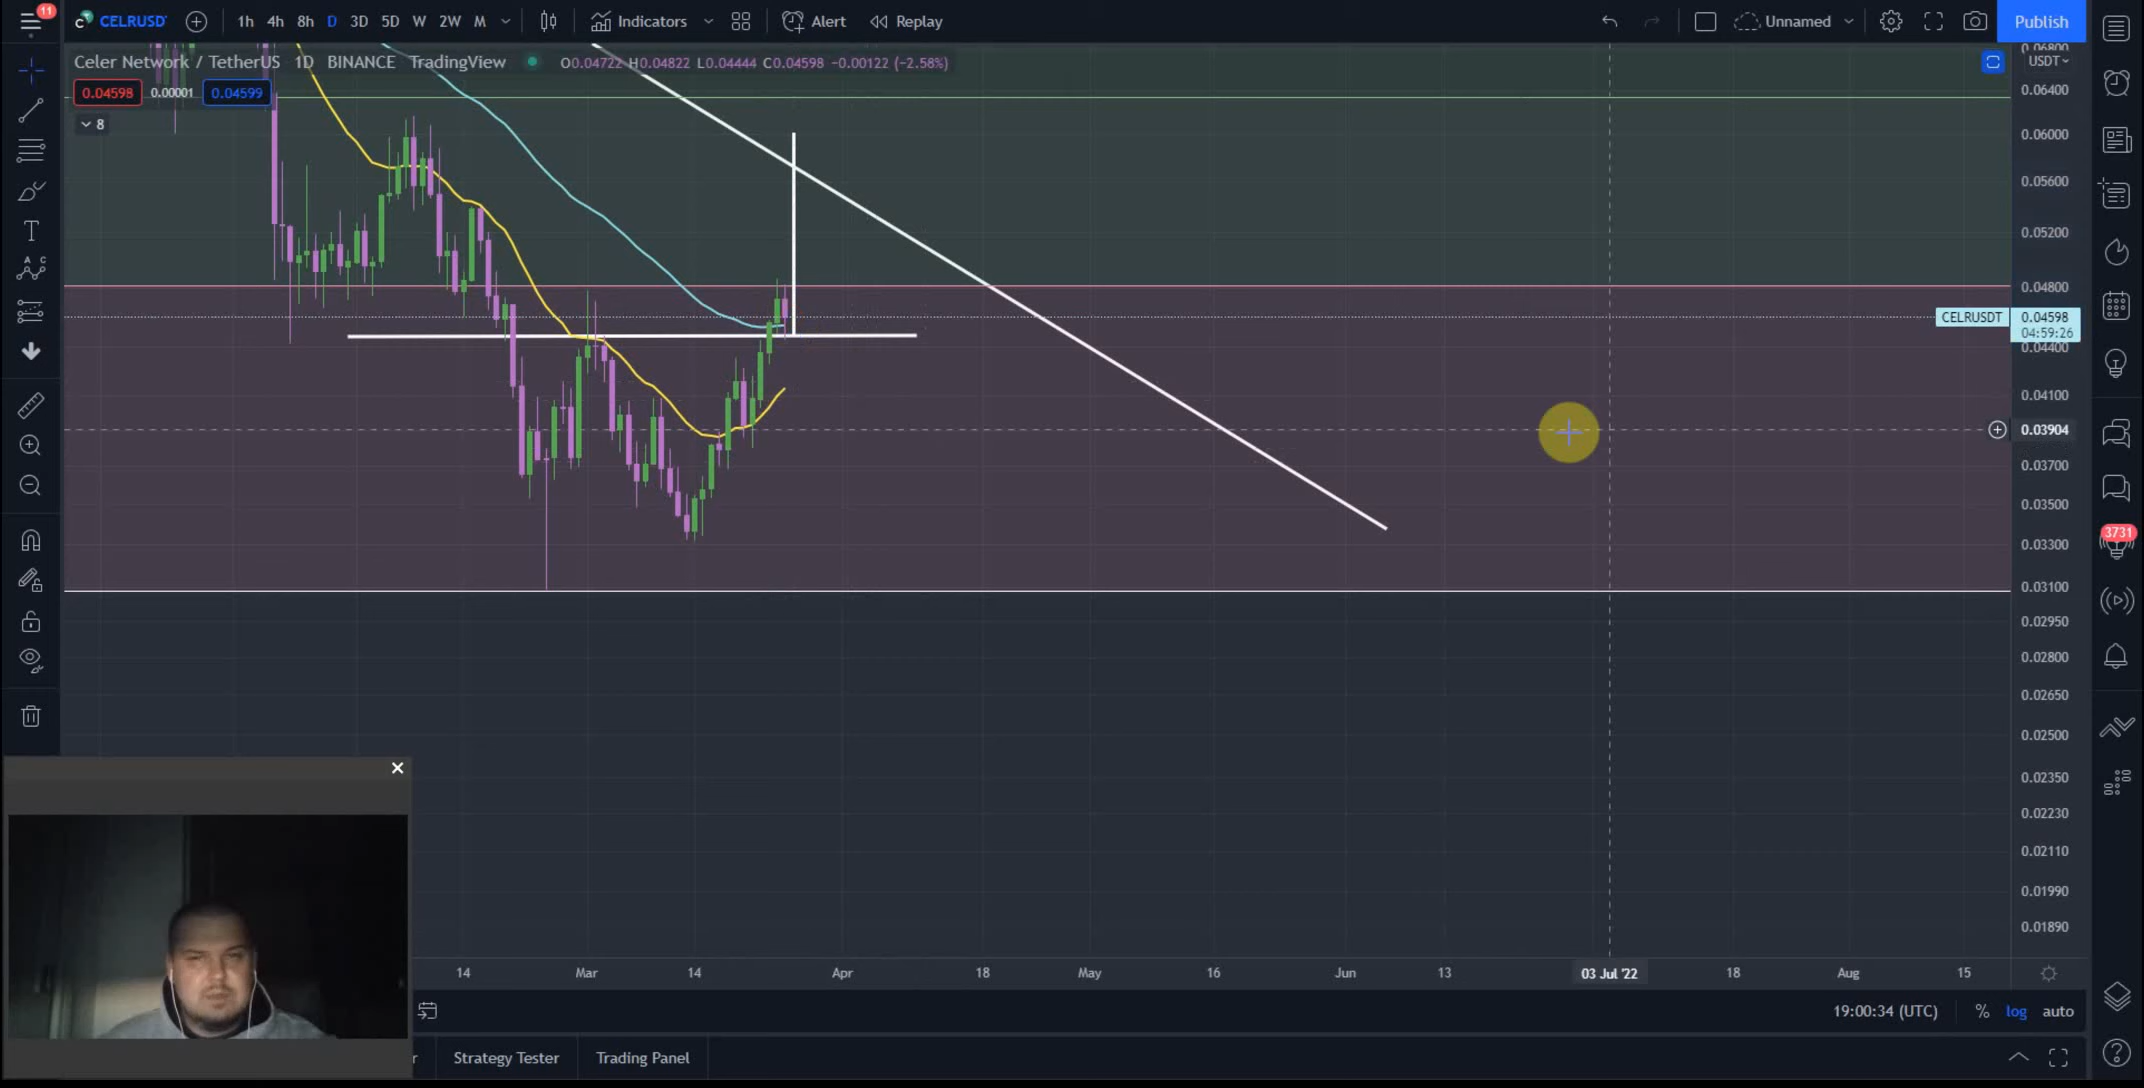 11
CELRUSD
1h 4h 8h D 3D 5D W 2W M
Indicators
Alert
Replay
Unnamed
Publish
Celer Network / TetherUS 1D BINANCE TradingView
O0.04722 H0.04822 L0.04444 C0.04598 −0.00122 (−2.58%)
0.04598 0.00001 0.04599
8
USDT
0.06800
0.06400
0.06000
0.05600
0.05200
0.04800
CELRUSDT 0.04598
04:59:26
0.04400
0.04100
0.03904
0.03700
0.03500
0.03300
0.03100
0.02950
0.02800
0.02650
0.02500
0.02350
0.02230
0.02110
0.01990
0.01890
3731
14 Mar 14 Apr 18 May 16 Jun 13 03 Jul '22 18 Aug 15
19:00:34 (UTC) % log auto
r Strategy Tester Trading Panel